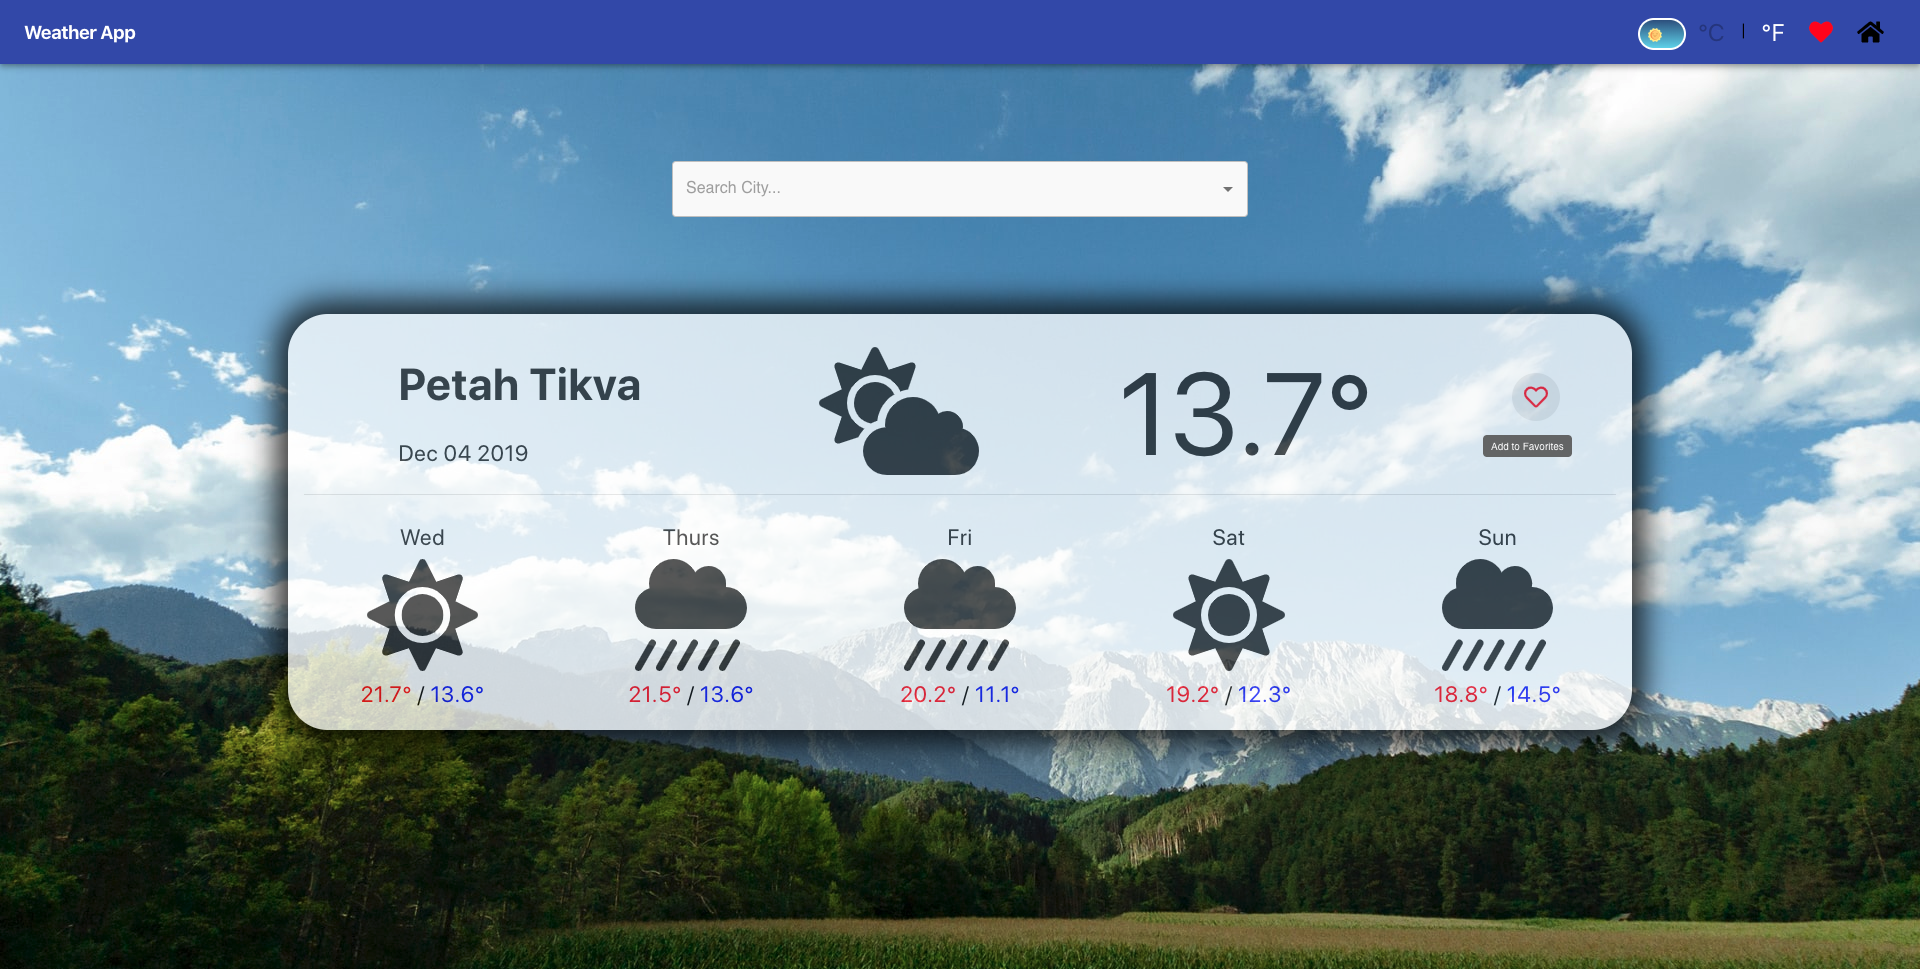 Weather App
°C | °F
Search City...
Petah Tikva
Dec 04 2019
13.7°
Add to Favorites
Wed
Thurs
Fri
Sat
Sun
21.7° / 13.6°
21.5° / 13.6°
20.2° / 11.1°
19.2° / 12.3°
18.8° / 14.5°